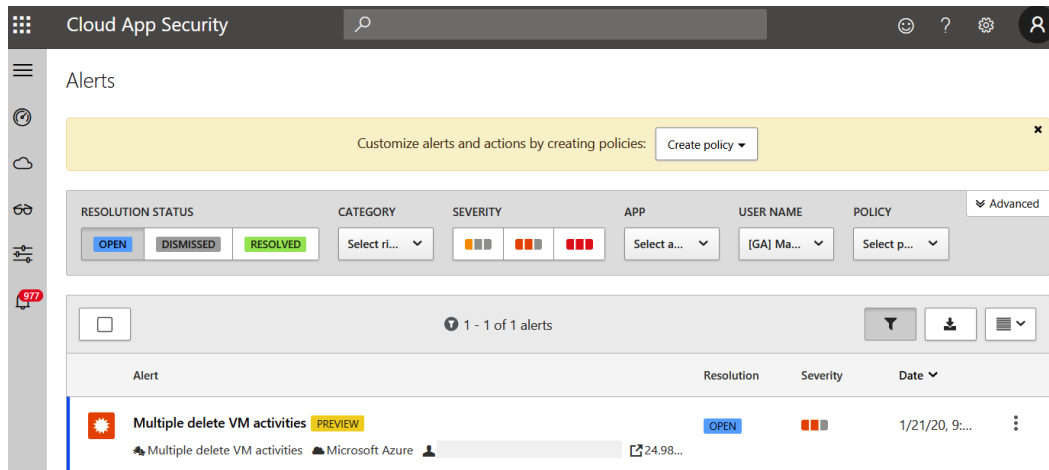 Cloud App Security
?
Alerts
Customize alerts and actions by creating policies: Create policy
Advanced
RESOLUTION STATUS CATEGORY SEVERITY APP USER NAME POLICY
OPEN DISMISSED RESOLVED Select ri... Select a... [GA] Ma... Select p...
977
1 - 1 of 1 alerts
Alert Resolution Severity Date
Multiple delete VM activities PREVIEW OPEN 1/21/20, 9:...
Multiple delete VM activities Microsoft Azure 24.98...